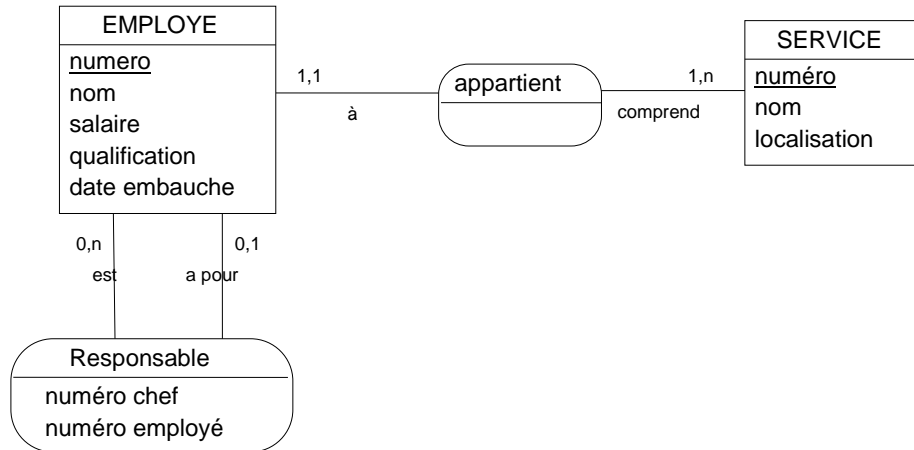 EMPLOYE
numero
nom
salaire
qualification
date embauche
1,1
à
appartient
1,n
comprend
SERVICE
numéro
nom
localisation
0,n
est
0,1
a pour
Responsable
numéro chef
numéro employé